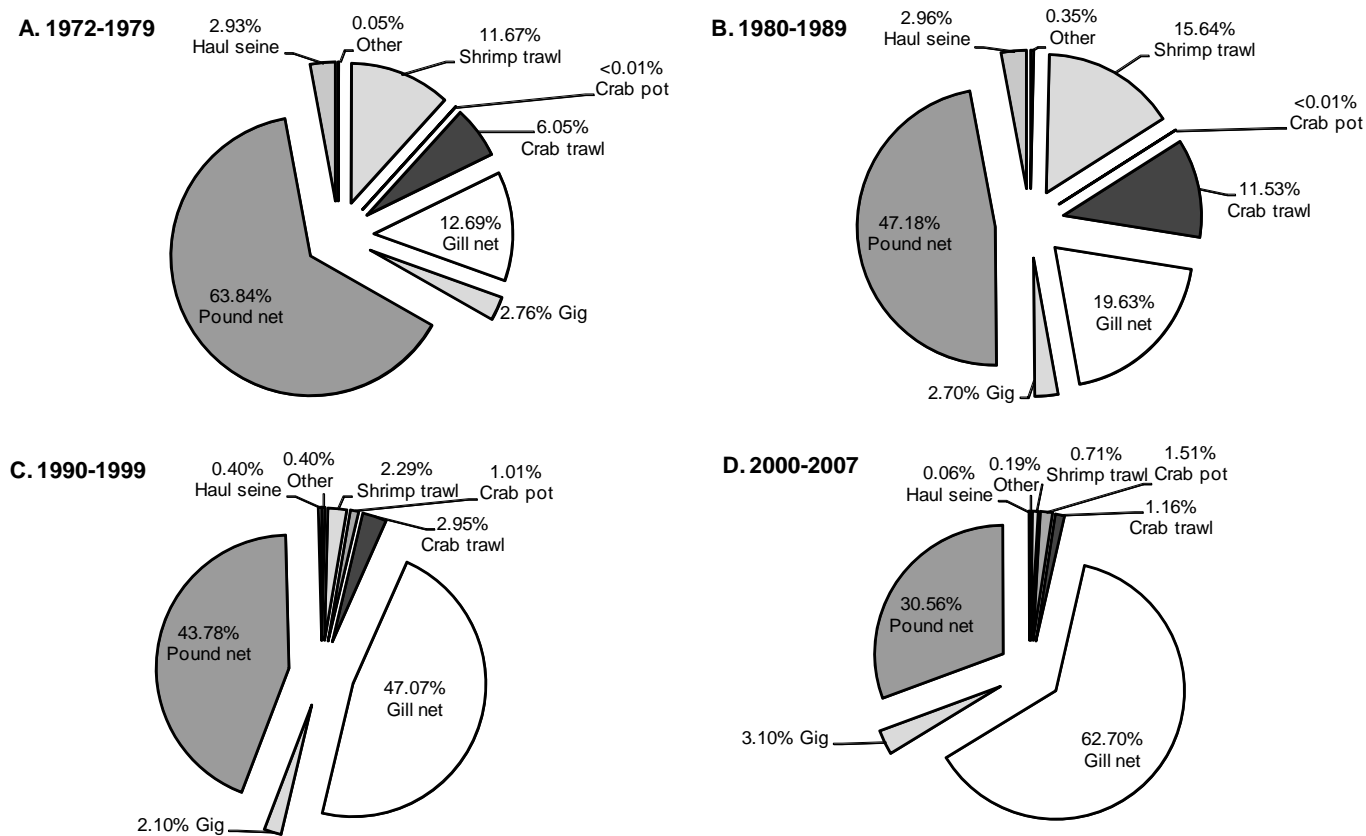 A. 1972-1979
2.93%
Haul seine
0.05%
Other
11.67%
Shrimp trawl
<0.01%
Crab pot
6.05%
Crab trawl
12.69%
Gill net
2.76% Gig
63.84%
Pound net
B. 1980-1989
2.96%
Haul seine
0.35%
Other
15.64%
Shrimp trawl
<0.01%
Crab pot
11.53%
Crab trawl
19.63%
Gill net
2.70% Gig
47.18%
Pound net
C. 1990-1999
0.40%
Haul seine
0.40%
Other
2.29%
Shrimp trawl
1.01%
Crab pot
2.95%
Crab trawl
47.07%
Gill net
2.10% Gig
43.78%
Pound net
D. 2000-2007
0.06%
Haul seine
0.19%
Other
0.71%
Shrimp trawl
1.51%
Crab pot
1.16%
Crab trawl
62.70%
Gill net
3.10% Gig
30.56%
Pound net